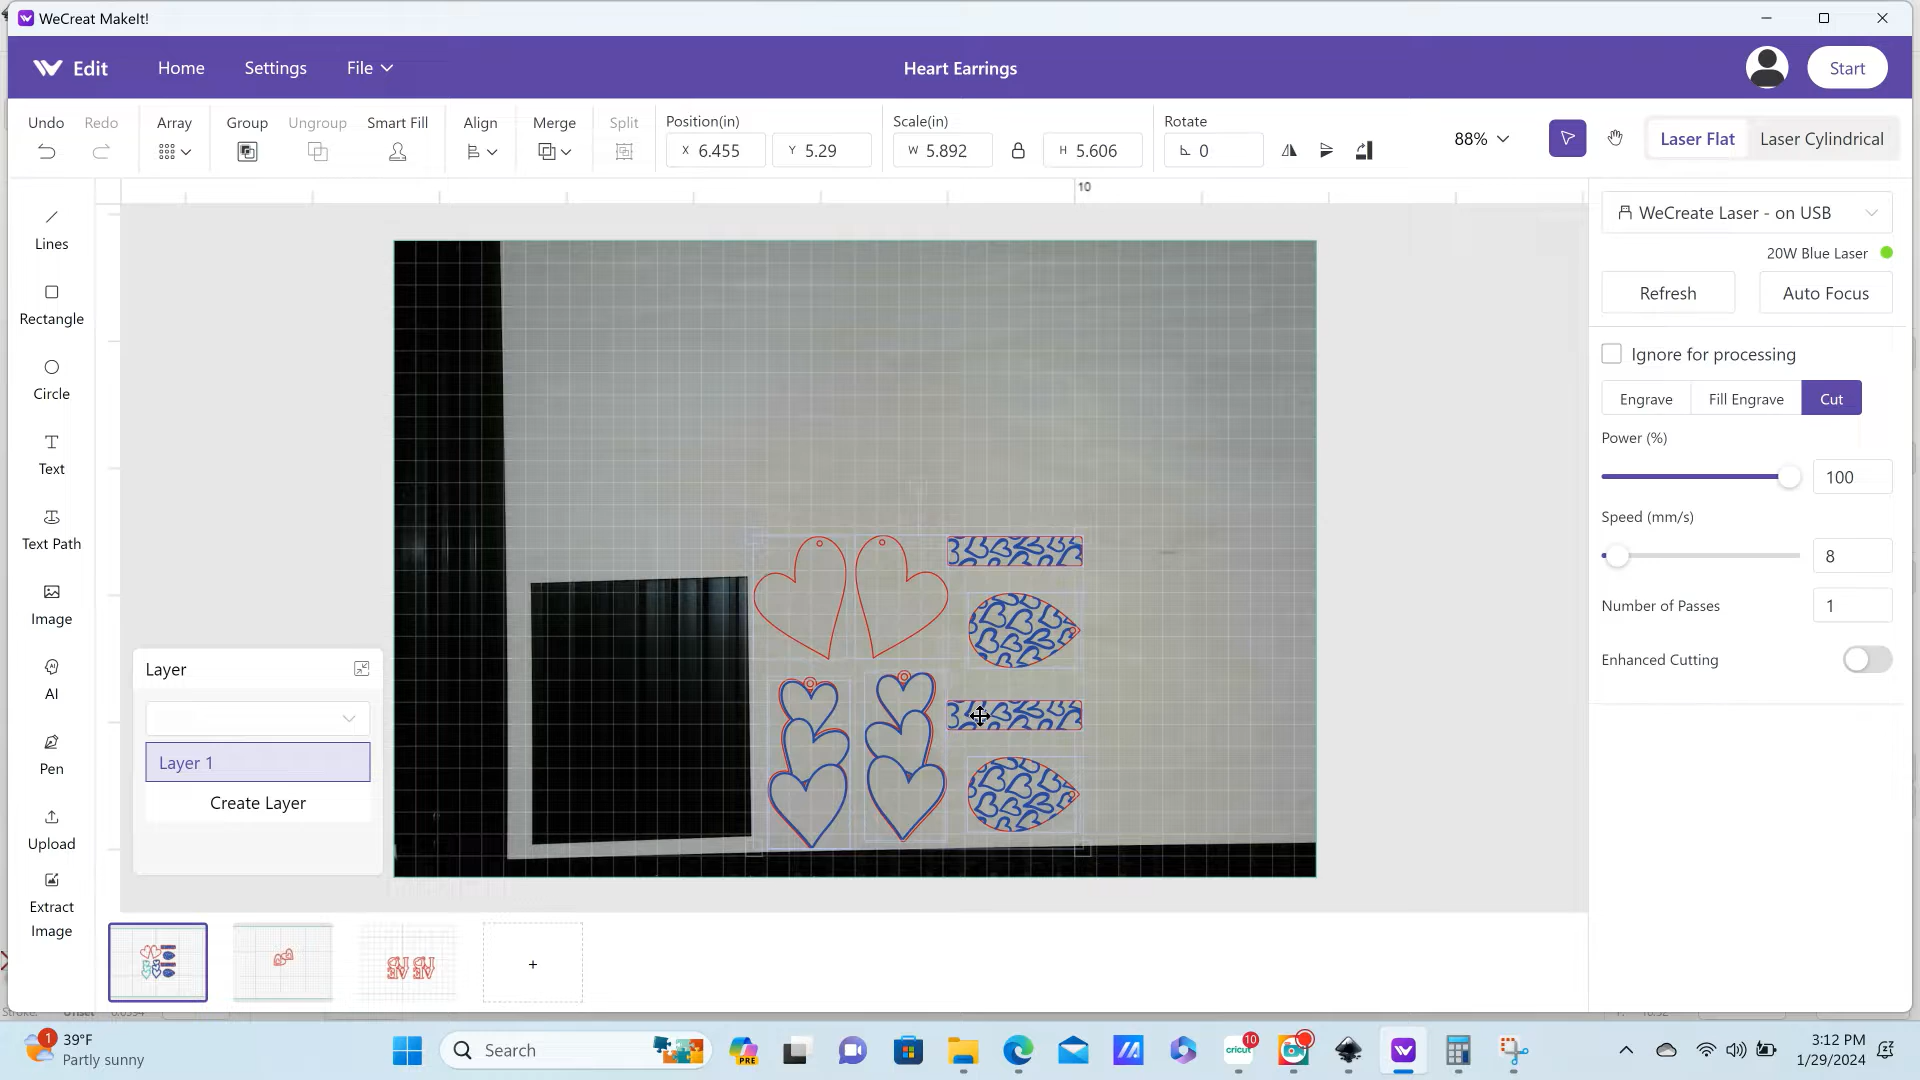 WeCreat MakeIt!
Edit
Home
Settings
File
Heart Earrings
Start
Undo
Redo
Array
Group
Ungroup
Smart Fill
Align
Merge
Split
Position(in)
X 6.455
Y 5.29
Scale(in)
W 5.892
H 5.606
Rotate
0
88%
Laser Flat
Laser Cylindrical
10
Lines
Rectangle
Circle
Text
Text Path
Image
AI
Pen
Upload
Extract
Image
WeCreate Laser - on USB
20W Blue Laser
Refresh
Auto Focus
Ignore for processing
Engrave
Fill Engrave
Cut
Power (%)
100
Speed (mm/s)
8
Number of Passes
1
Enhanced Cutting
Layer
Layer 1
Create Layer
+
1
39°F
Partly sunny
Search
PRE
cricut
10
3:12 PM
1/29/2024